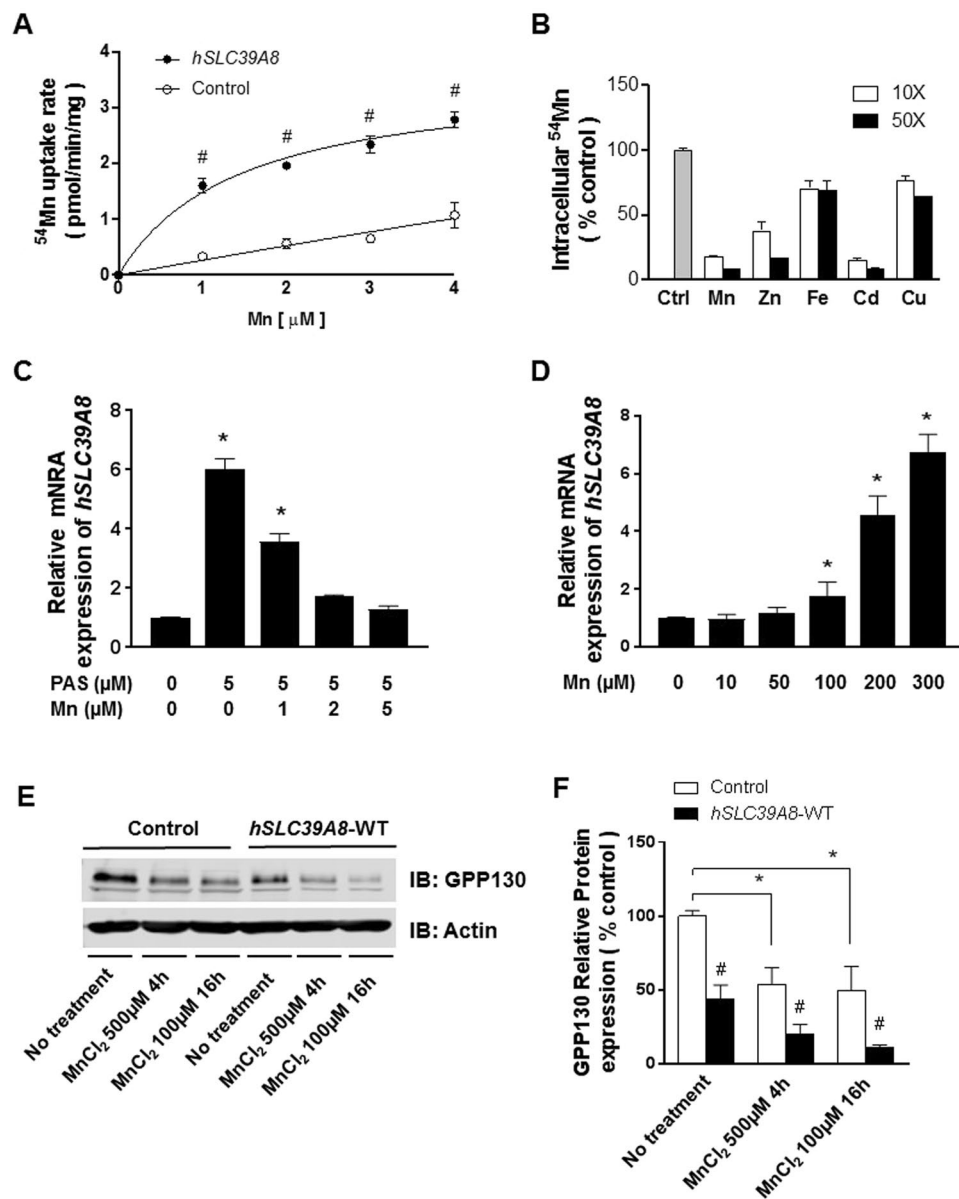 A
hSLC39A8
Control
4
3
2
1
0
#
#
#
#
0
1
2
3
4
54Mn uptake rate
( pmol/min/mg)
Mn [ μM ]
B
150
100
50
0
10X
50X
Intracellular 54Mn
( % control)
Ctrl Mn Zn Fe Cd Cu
C
8
6
4
2
0
*
*
Relative mNRA
expression of hSLC39A8
PAS (μM) 0 5 5 5 5
Mn (μM) 0 0 1 2 5
D
8
6
4
2
0
*
*
*
Relative mRNA
expression of hSLC39A8
Mn (μM) 0 10 50 100 200 300
E
Control hSLC39A8-WT
IB: GPP130
IB: Actin
No treatment
MnCl2 500μM 4h
MnCl2 100μM 16h
No treatment
MnCl2 500μM 4h
MnCl2 100μM 16h
F
Control
hSLC39A8-WT
150
100
50
0
*
*
#
#
#
GPP130 Relative Protein
expression ( % control)
No treatment
MnCl2 500μM 4h
MnCl2 100μM 16h